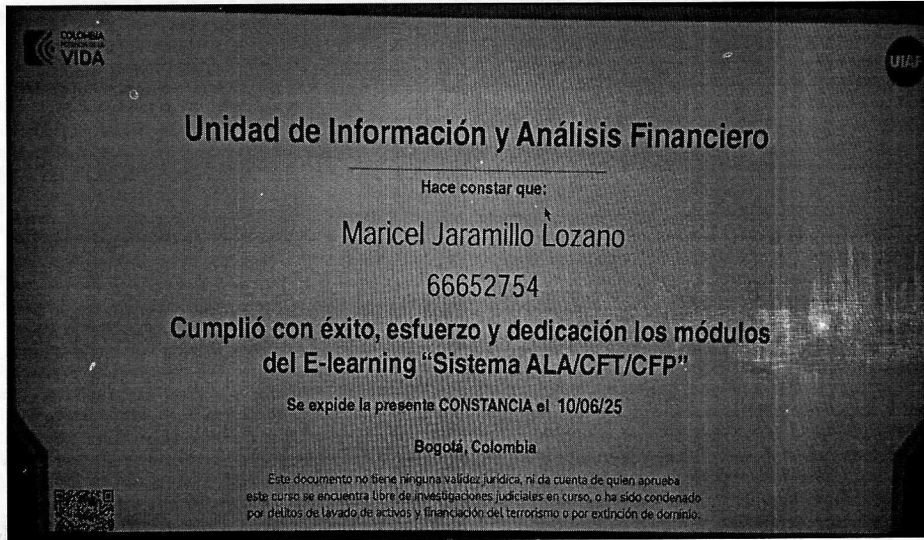 COLOMBIA
POTENCIA DE LA
VIDA
UIAF
Unidad de Información y Análisis Financiero
Hace constar que:
Maricel Jaramillo Lozano
66652754
Cumplió con éxito, esfuerzo y dedicación los módulos
del E-learning “Sistema ALA/CFT/CFP”
Se expide la presente CONSTANCIA el 10/06/25
Bogotá, Colombia
Este documento no tiene ninguna validez jurídica, ni da cuenta de quien aprueba
este curso se encuentra libre de investigaciones judiciales en curso, o ha sido condenado
por delitos de lavado de activos y financiación del terrorismo o por extinción de dominio.